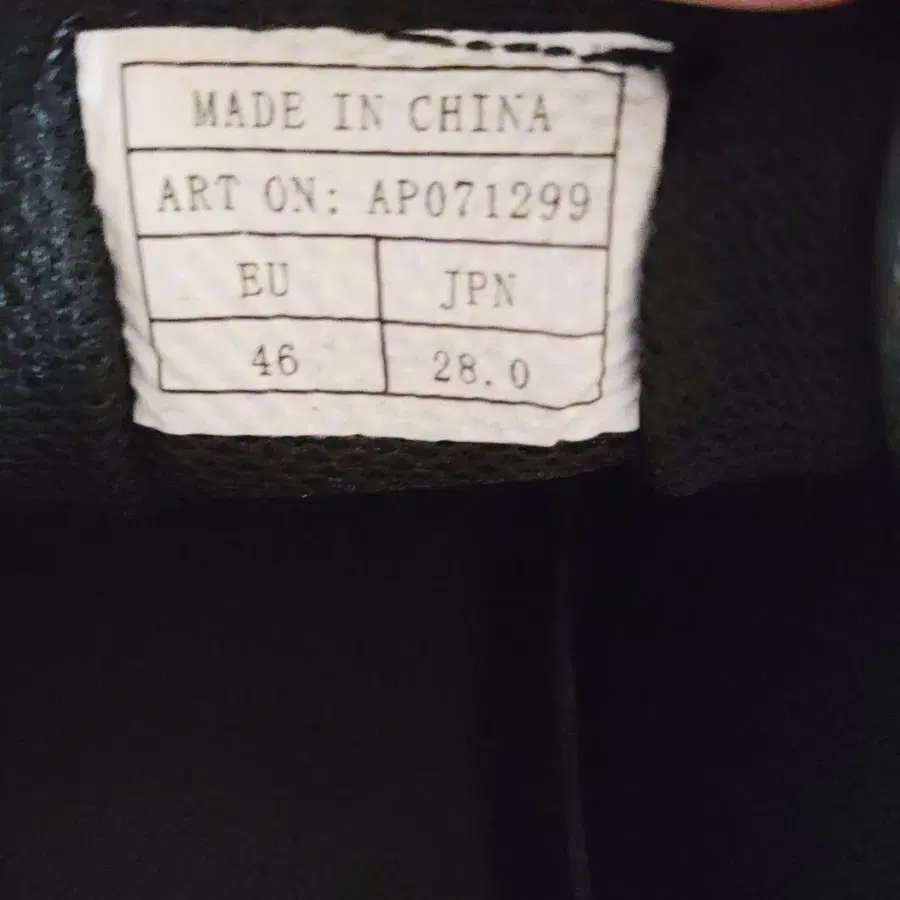 MADE IN CHINA
ART ON: AP071299
EU JPN
46 28.0